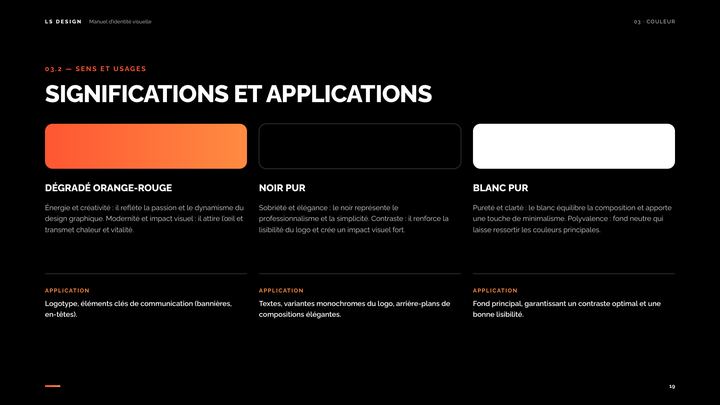 LS DESIGN Manuel d'identité visuelle
03 · COULEUR
03.2 — SENS ET USAGES
SIGNIFICATIONS ET APPLICATIONS
DÉGRADÉ ORANGE-ROUGE
Énergie et créativité : il reflète la passion et le dynamisme du
design graphique. Modernité et impact visuel : il attire l'œil et
transmet chaleur et vitalité.
APPLICATION
Logotype, éléments clés de communication (bannières,
en-têtes).
NOIR PUR
Sobriété et élégance : le noir représente le
professionnalisme et la simplicité. Contraste : il renforce la
lisibilité du logo et crée un impact visuel fort.
APPLICATION
Textes, variantes monochromes du logo, arrière-plans de
compositions élégantes.
BLANC PUR
Pureté et clarté : le blanc équilibre la composition et apporte
une touche de minimalisme. Polyvalence : fond neutre qui
laisse ressortir les couleurs principales.
APPLICATION
Fond principal, garantissant un contraste optimal et une
bonne lisibilité.
19